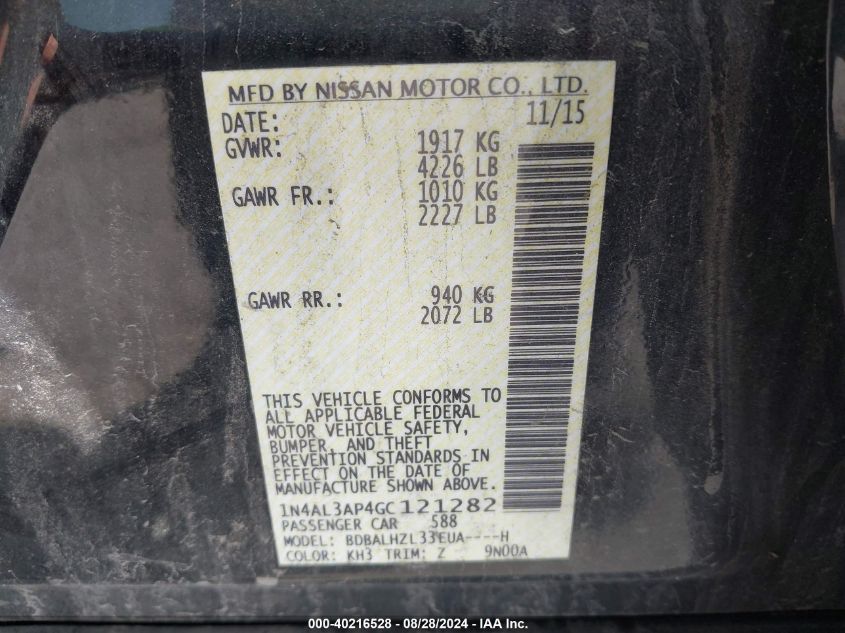 MFD BY NISSAN MOTOR CO., LTD.
DATE: 11/15
GVWR: 1917 KG
4226 LB
GAWR FR.: 1010 KG
2227 LB
GAWR RR.: 940 KG
2072 LB
THIS VEHICLE CONFORMS TO
ALL APPLICABLE FEDERAL
MOTOR VEHICLE SAFETY,
BUMPER, AND THEFT
PREVENTION STANDARDS IN
EFFECT ON THE DATE OF
MANUFACTURE SHOWN ABOVE.
1N4AL3AP4GC121282
PASSENGER CAR 588
MODEL: BDBALHZL33EUA----H
COLOR: KH3 TRIM: Z 9N00A
000-40216528 - 08/28/2024 - IAA Inc.